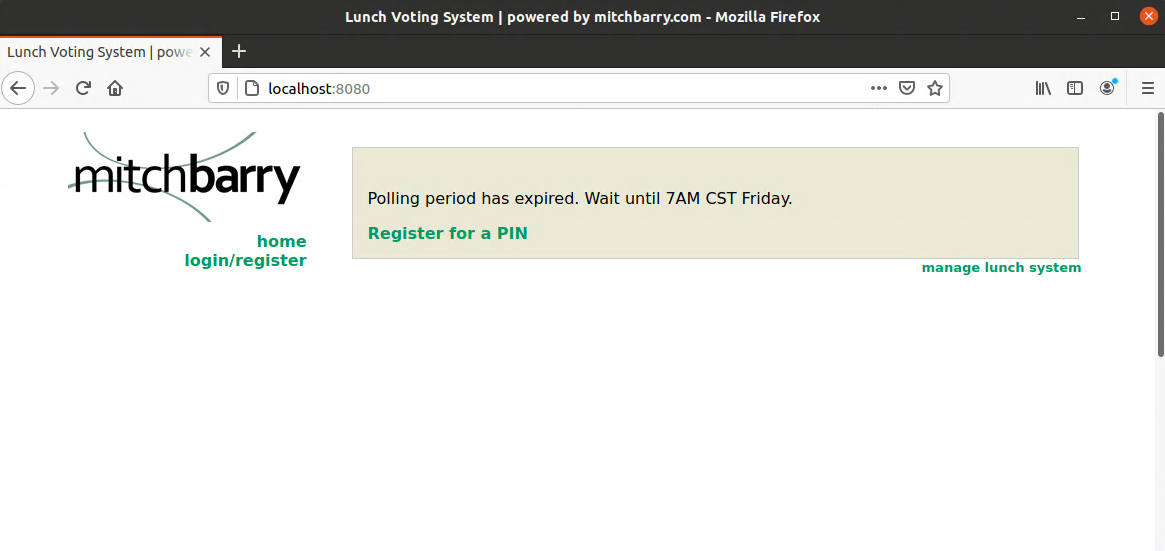 Lunch Voting System | powered by mitchbarry.com - Mozilla Firefox
Lunch Voting System | powe
localhost:8080
mitchbarry
home
login/register
Polling period has expired. Wait until 7AM CST Friday.
Register for a PIN
manage lunch system